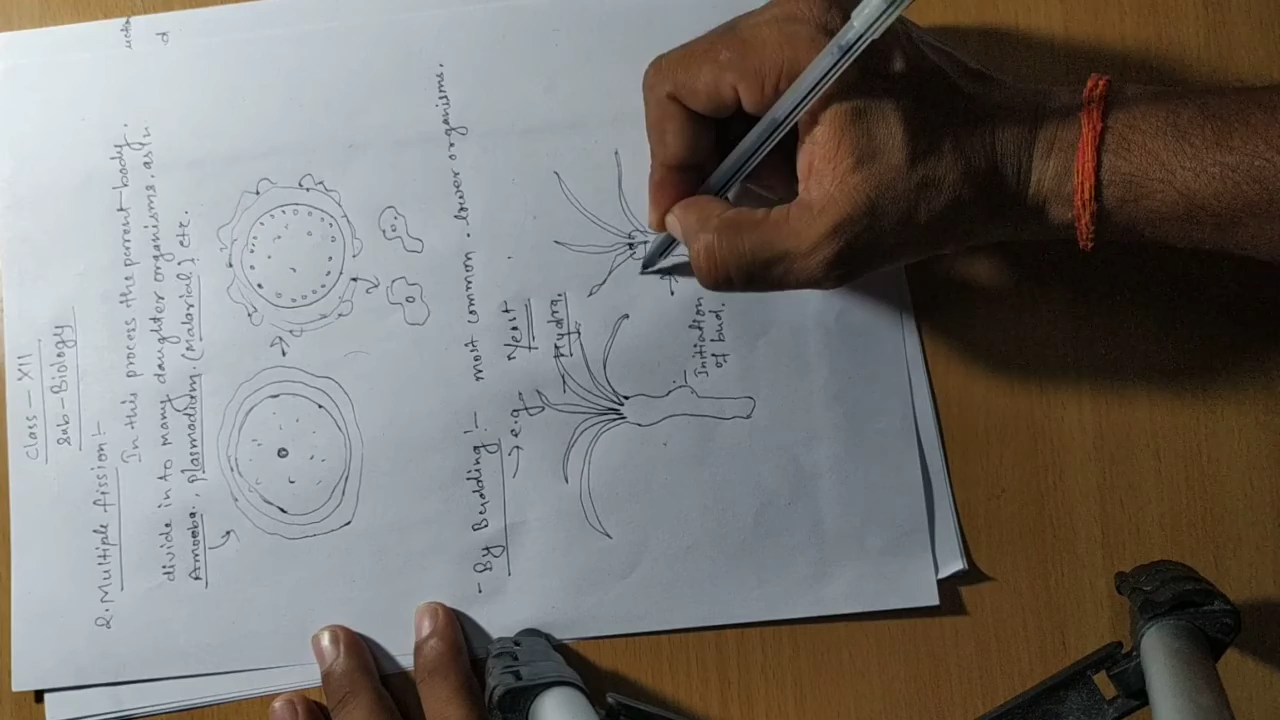 Class - XII
Sub-Biology
2. Multiple fission:-
In this process the parent body.
divide in to many daughter organisms, as in
Amoeba., plasmodium. (Malarial) etc.
- By Budding:- most common - lower organisms.
→ e.g. Yeast
Hydra.
Initiation
of bud.